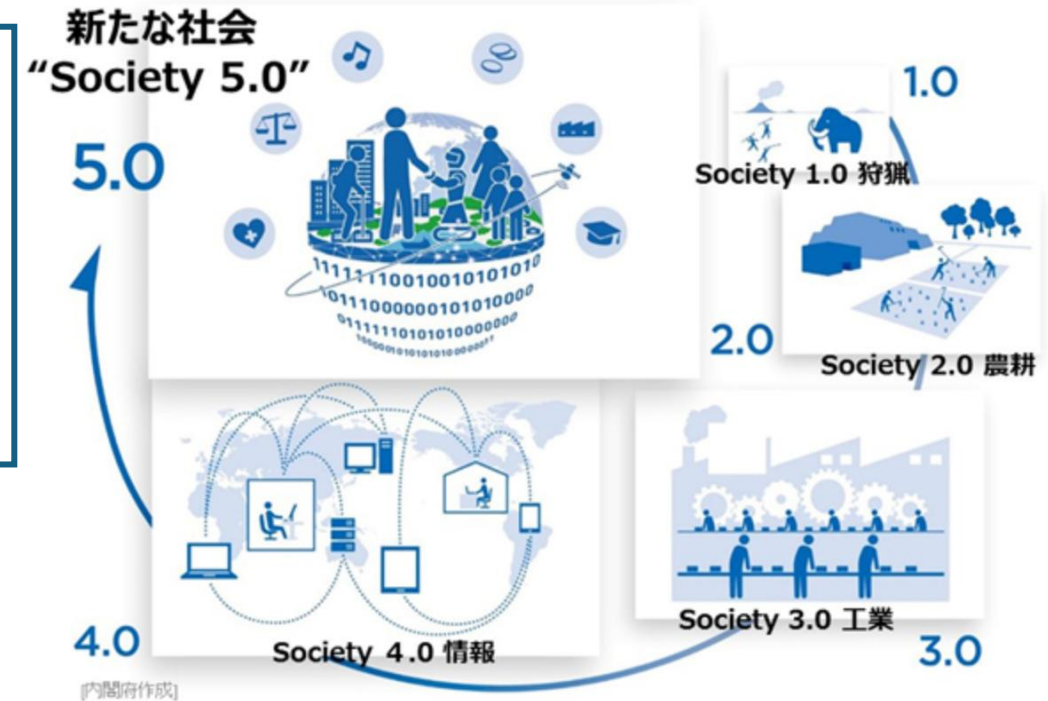 新たな社会
“Society 5.0”
5.0
1.0
Society 1.0 狩猟
2.0
Society 2.0 農耕
Society 3.0 工業
3.0
4.0
Society 4.0 情報
[内閣府作成]
1111111100100101010101010